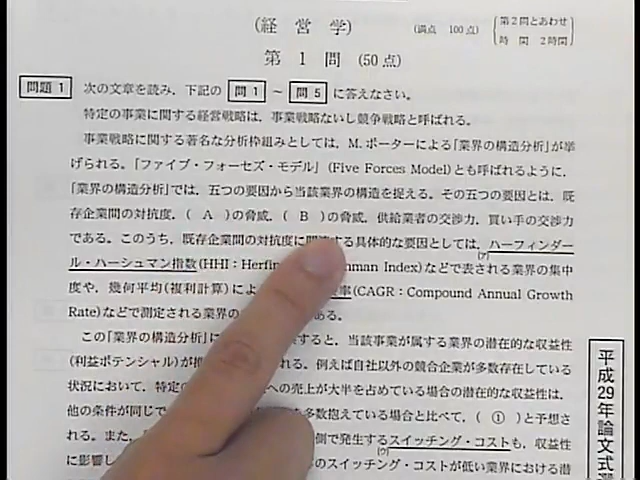 (経 営 学)
(満点 100点)
第2問とあわせ
時間 2時間
第 1 問 (50点)
問題1 次の文章を読み,下記の 問1 ~ 問5 に答えなさい。
特定の事業に関する経営戦略は,事業戦略ないし競争戦略と呼ばれる。
事業戦略に関する著名な分析枠組みとしては,M.ポーターによる「業界の構造分析」が挙
げられる。「ファイブ・フォーセズ・モデル」(Five Forces Model)とも呼ばれるように,
「業界の構造分析」では,五つの要因から当該業界の構造を捉える。その五つの要因とは,既
存企業間の対抗度,( A )の脅威,( B )の脅威,供給業者の交渉力,買い手の交渉力
である。このうち,既存企業間の対抗度に関連する具体的な要因としては,ハーフィンダー
(ア)
ル・ハーシュマン指数(HHI:Herfin nman Index)などで表される業界の集中
度や,幾何平均(複利計算)によ 率(CAGR:Compound Annual Growth
Rate)などで測定される業界の ある。
この「業界の構造分析」に すると,当該事業が属する業界の潜在的な収益性
(利益ポテンシャル)が推 れる。例えば自社以外の競合企業が多数存在している
状況において,特定の への売上が大半を占めている場合の潜在的な収益性は,
他の条件が同じで を多数抱えている場合と比べて,( ① )と予想さ
れる。また, 側で発生するスイッチング・コストも,収益性
(ウ)
に影響し のスイッチング・コストが低い業界における潜
平成29年論文式